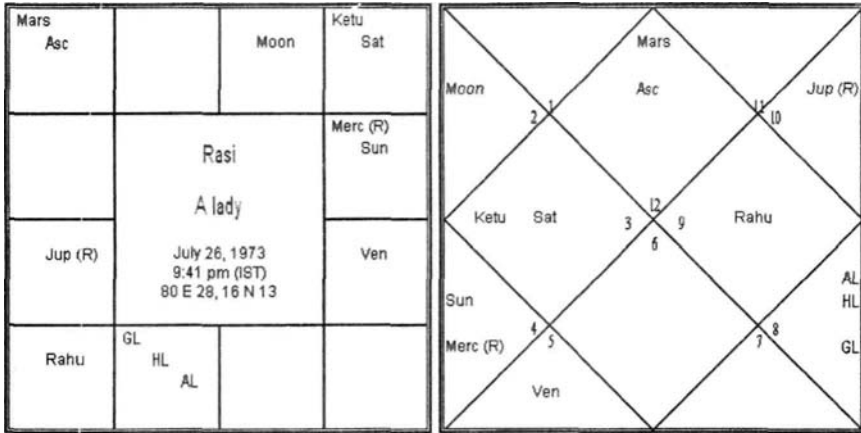 Mars
Asc
Moon
Ketu
Sat
Merc (R)
Sun
Rasi
A lady
July 26, 1973
9:41 pm (IST)
80 E 28, 16 N 13
Jup (R)
Ven
Rahu
GL
HL
AL
Mars
Asc
Moon
Jup (R)
1
2
11
10
Ketu Sat
12
3 9
6
Rahu
AL
HL
GL
Sun
Merc (R)
4
5
8
7
Ven